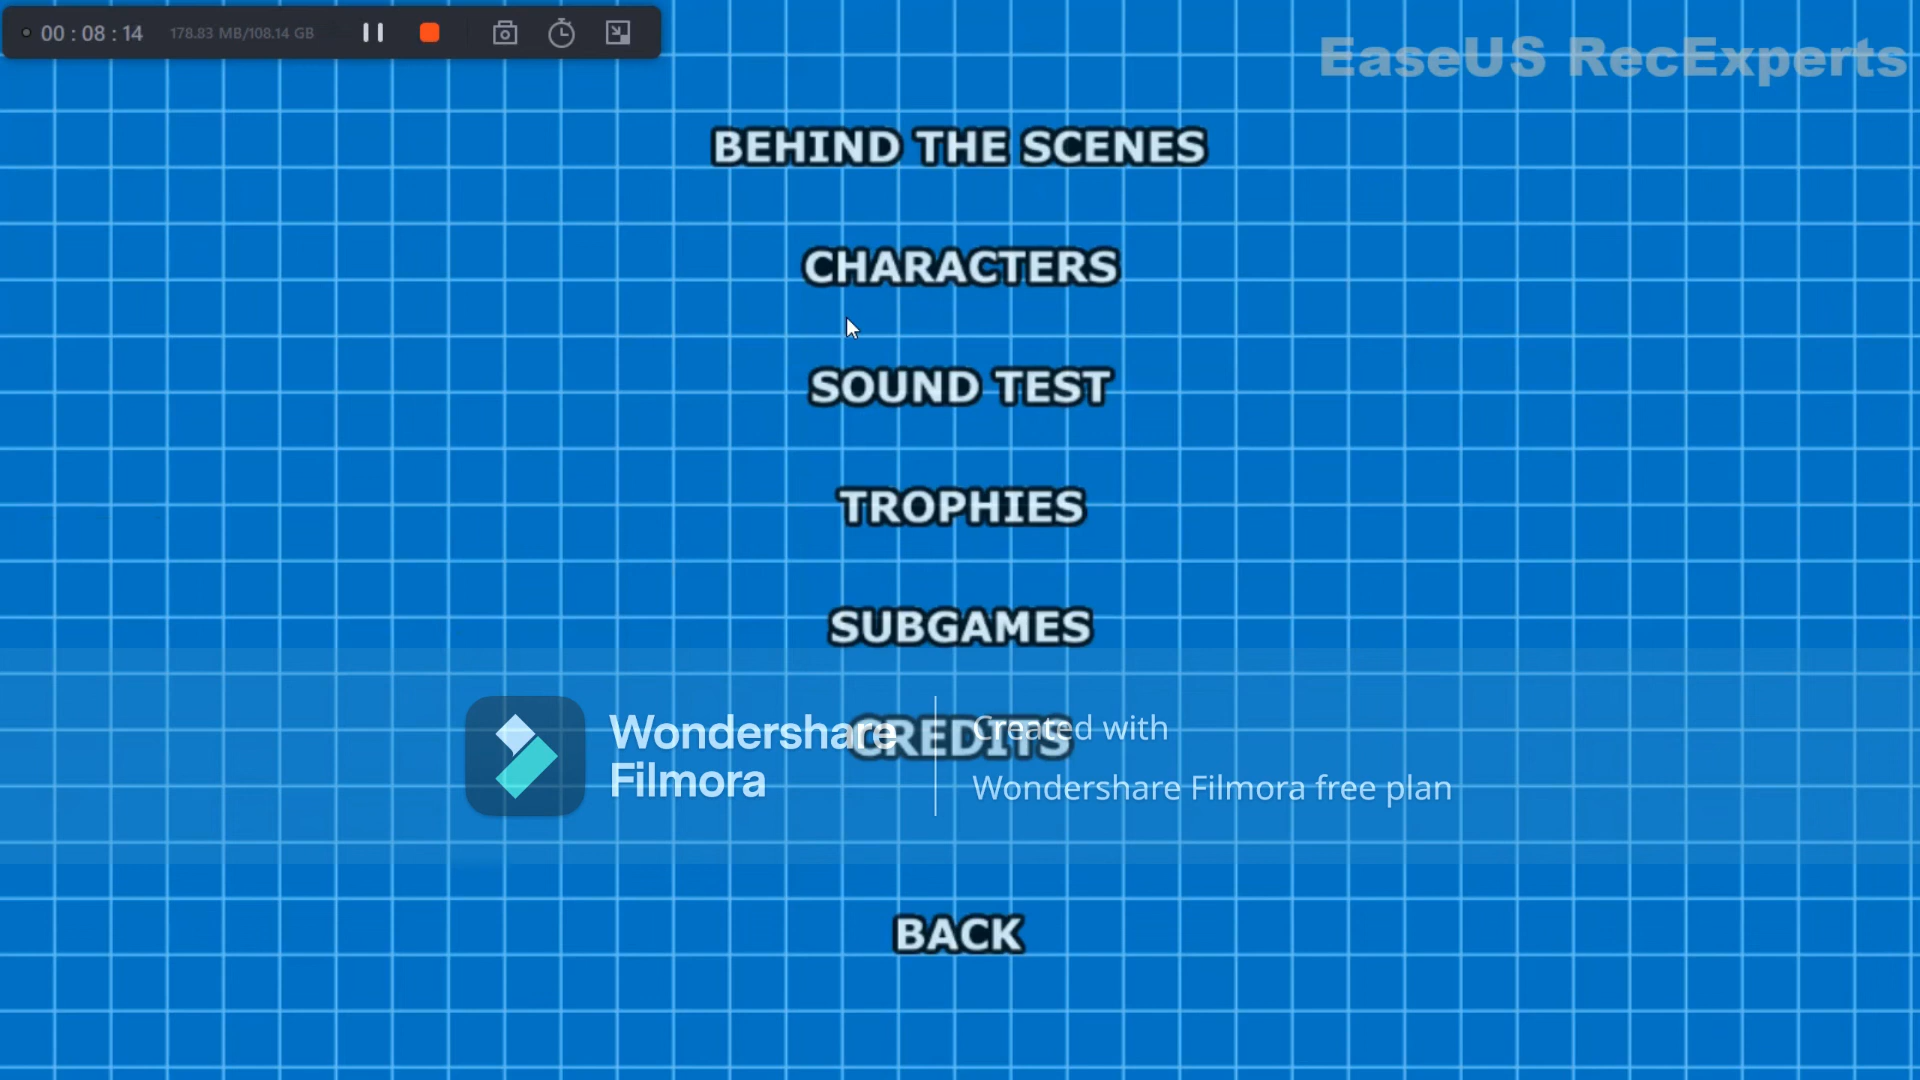 00 : 08 : 14 178.83 MB/108.14 GB
EaseUS RecExperts
BEHIND THE SCENES
CHARACTERS
SOUND TEST
TROPHIES
SUBGAMES
CREDITS
Wondershare
Filmora
Created with
Wondershare Filmora free plan
BACK